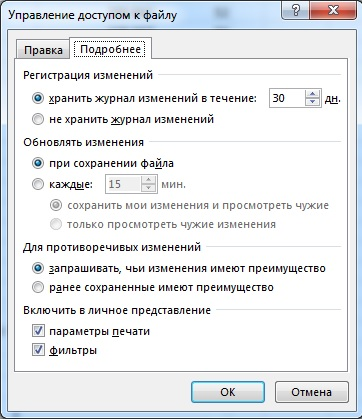 Управление доступом к файлу
Правка
Подробнее
Регистрация изменений
хранить журнал изменений в течение: 30 дн.
не хранить журнал изменений
Обновлять изменения
при сохранении файла
каждые: 15 мин.
сохранить мои изменения и просмотреть чужие
только просмотреть чужие изменения
Для противоречивых изменений
запрашивать, чьи изменения имеют преимущество
ранее сохраненные имеют преимущество
Включить в личное представление
параметры печати
фильтры
OK
Отмена